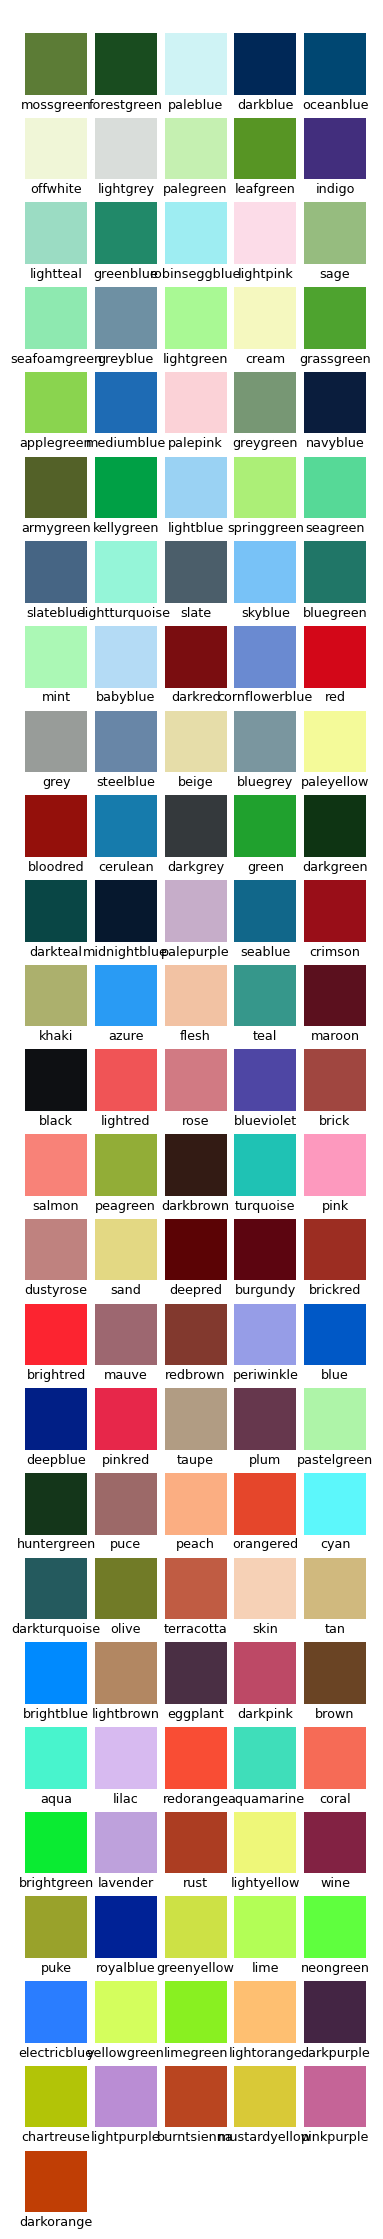 mossgreen forestgreen paleblue darkblue oceanblue
offwhite lightgrey palegreen leafgreen indigo
lightteal greenblue robinseggblue lightpink sage
seafoamgreen greyblue lightgreen cream grassgreen
applegreen mediumblue palepink greygreen navyblue
armygreen kellygreen lightblue springgreen seagreen
slateblue lightturquoise slate skyblue bluegreen
mint babyblue darkred cornflowerblue red
grey steelblue beige bluegrey paleyellow
bloodred cerulean darkgrey green darkgreen
darkteal midnightblue palepurple seablue crimson
khaki azure flesh teal maroon
black lightred rose blueviolet brick
salmon peagreen darkbrown turquoise pink
dustyrose sand deepred burgundy brickred
brightred mauve redbrown periwinkle blue
deepblue pinkred taupe plum pastelgreen
huntergreen puce peach orangered cyan
darkturquoise olive terracotta skin tan
brightblue lightbrown eggplant darkpink brown
aqua lilac redorange aquamarine coral
brightgreen lavender rust lightyellow wine
puke royalblue greenyellow lime neongreen
electricblue yellowgreen limegreen lightorange darkpurple
chartreuse lightpurple burntsienna mustardyellow pinkpurple
darkorange